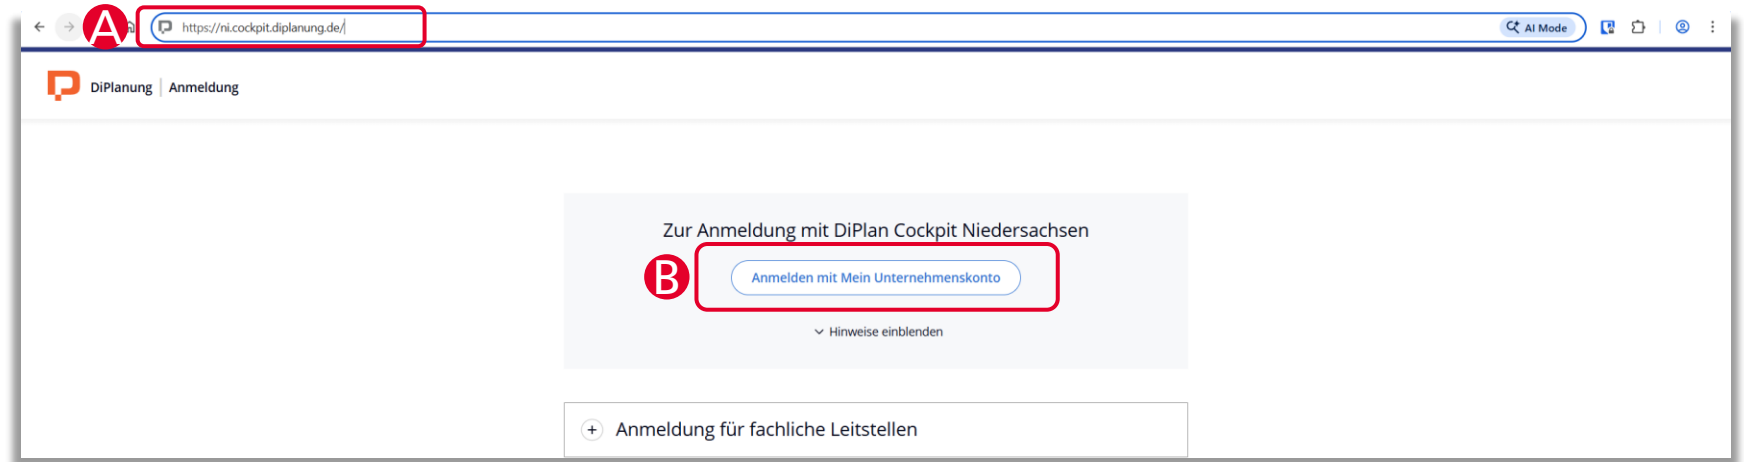 A
https://ni.cockpit.diplanung.de/
AI Mode
DiPlanung | Anmeldung
Zur Anmeldung mit DiPlan Cockpit Niedersachsen
B
Anmelden mit Mein Unternehmenskonto
Hinweise einblenden
+ Anmeldung für fachliche Leitstellen